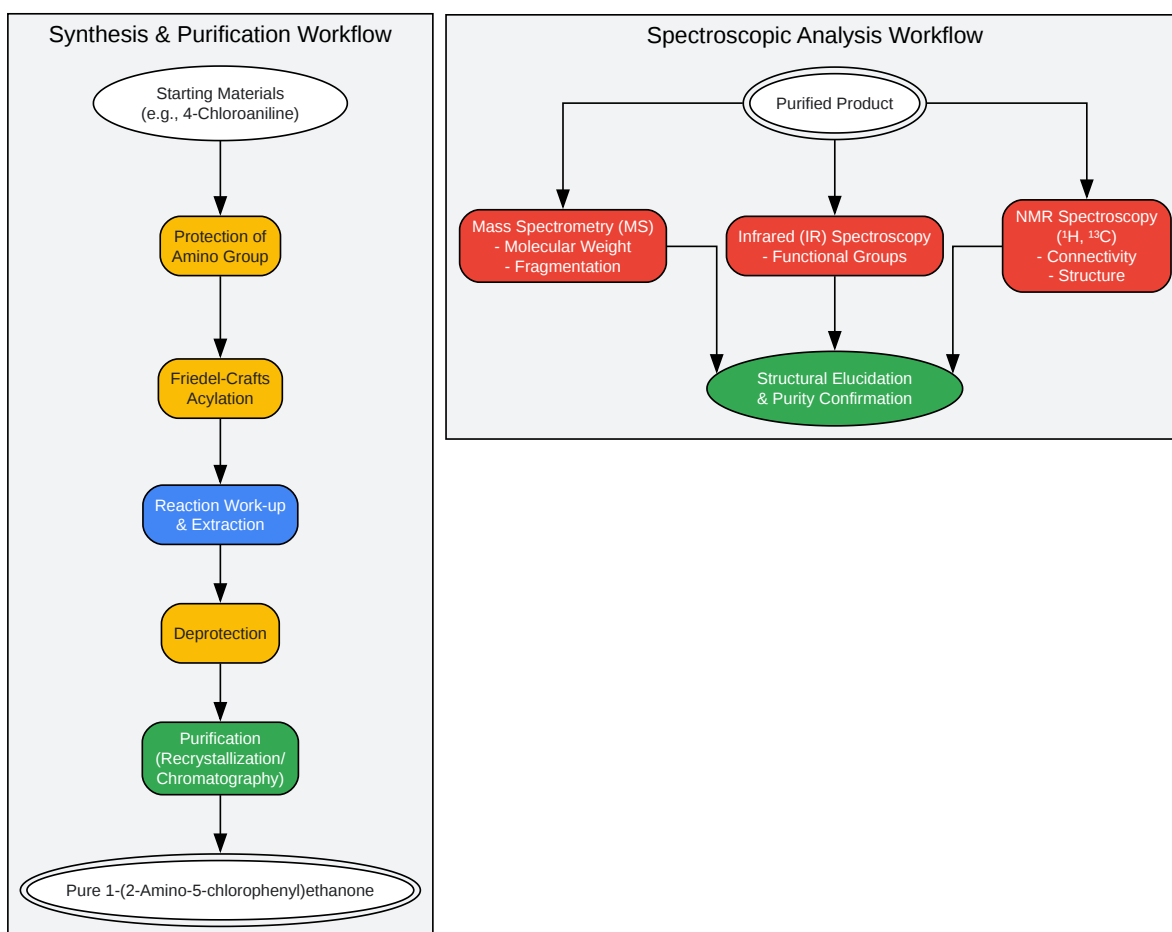 Synthesis & Purification Workflow
Starting Materials
(e.g., 4-Chloroaniline)
Protection of
Amino Group
Friedel-Crafts
Acylation
Reaction Work-up
& Extraction
Deprotection
Purification
(Recrystallization/
Chromatography)
Pure 1-(2-Amino-5-chlorophenyl)ethanone
Spectroscopic Analysis Workflow
Purified Product
Mass Spectrometry (MS)
- Molecular Weight
- Fragmentation
Infrared (IR) Spectroscopy
- Functional Groups
NMR Spectroscopy
(¹H, ¹³C)
- Connectivity
- Structure
Structural Elucidation
& Purity Confirmation